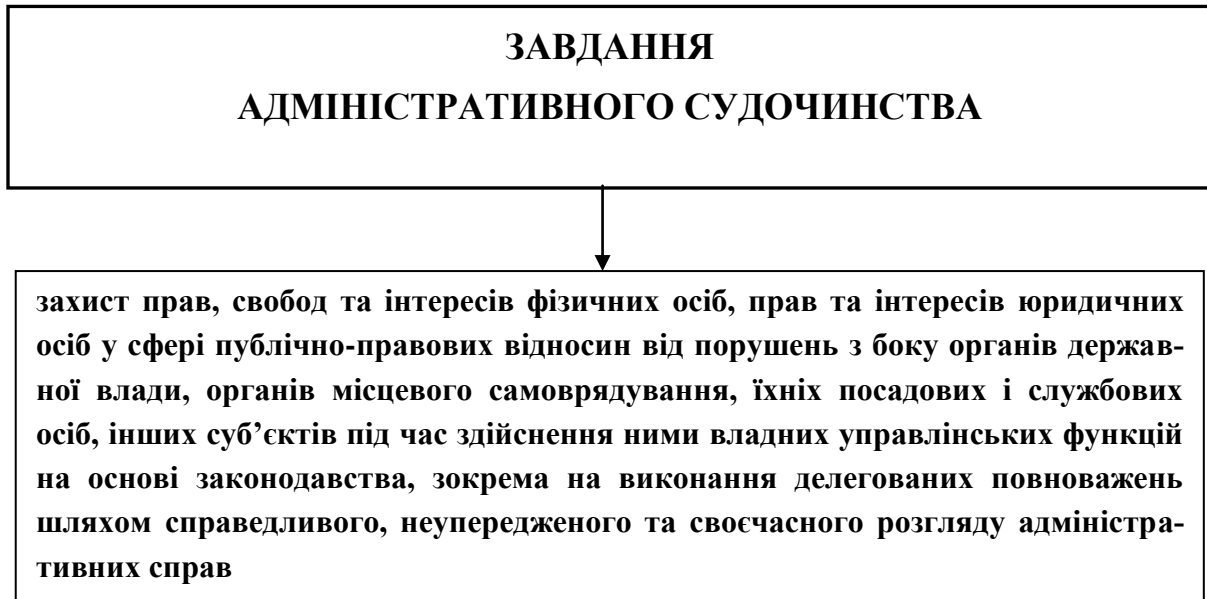 ЗАВДАННЯ
АДМІНІСТРАТИВНОГО СУДОЧИНСТВА
захист прав, свобод та інтересів фізичних осіб, прав та інтересів юридичних
осіб у сфері публічно-правових відносин від порушень з боку органів держав-
ної влади, органів місцевого самоврядування, їхніх посадових і службових
осіб, інших суб’єктів під час здійснення ними владних управлінських функцій
на основі законодавства, зокрема на виконання делегованих повноважень
шляхом справедливого, неупередженого та своєчасного розгляду адміністра-
тивних справ